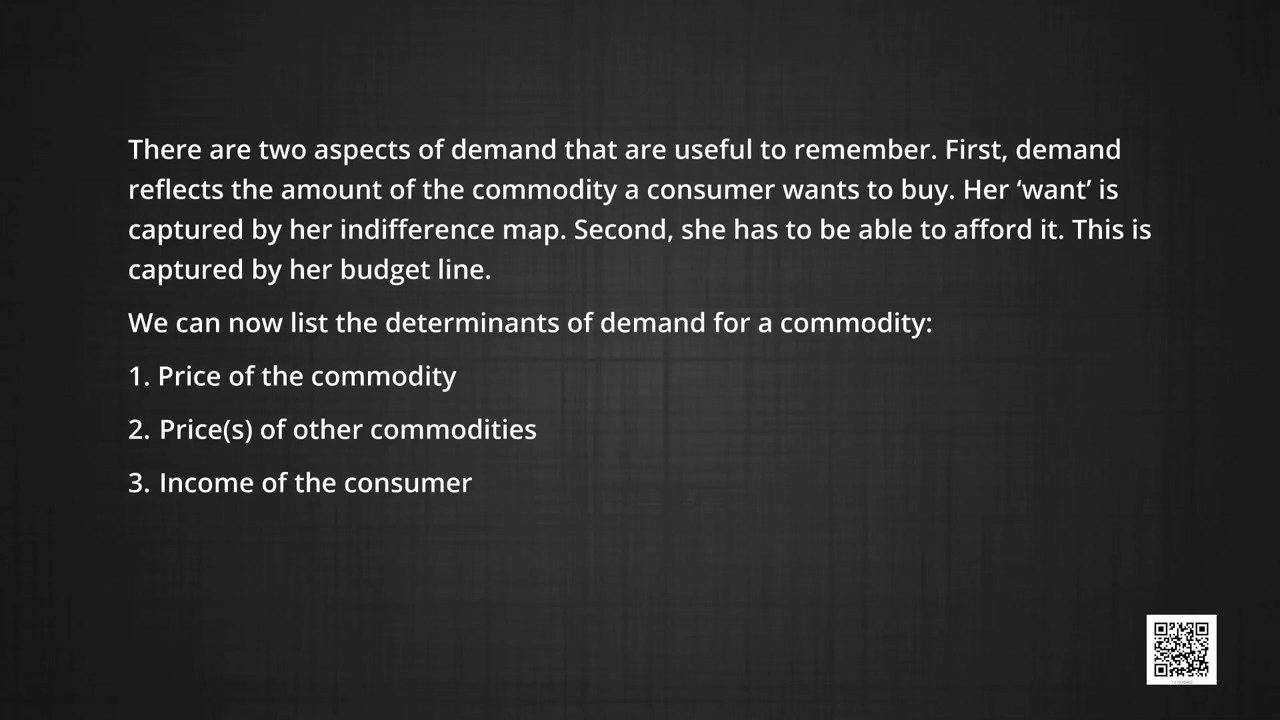 There are two aspects of demand that are useful to remember. First, demand
reflects the amount of the commodity a consumer wants to buy. Her ‘want’ is
captured by her indifference map. Second, she has to be able to afford it. This is
captured by her budget line.
We can now list the determinants of demand for a commodity:
1. Price of the commodity
2. Price(s) of other commodities
3. Income of the consumer